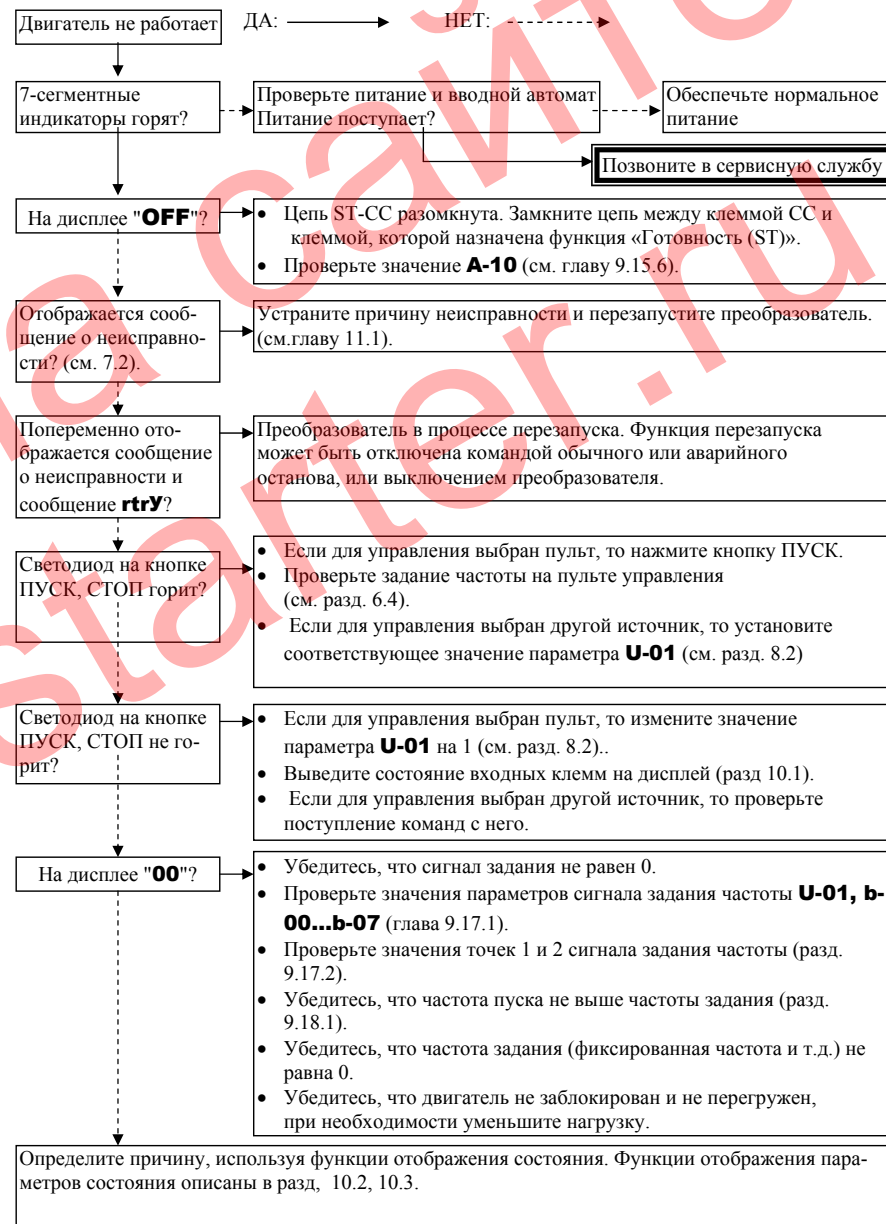 Двигатель не работает
ДА:
НЕТ:
7-сегментные
индикаторы горят?
Проверьте питание и вводной автомат
Питание поступает?
Обеспечьте нормальное
питание
Позвоните в сервисную службу
На дисплее "OFF"?
• Цепь ST-CC разомкнута. Замкните цепь между клеммой СС и
клеммой, которой назначена функция «Готовность (ST)».
• Проверьте значение A-10 (см. главу 9.15.6).
Отображается сооб-
щение о неисправно-
сти? (см. 7.2).
Устраните причину неисправности и перезапустите преобразователь.
(см.главу 11.1).
Попеременно ото-
бражается сообщение
о неисправности и
сообщение rtrУ?
Преобразователь в процессе перезапуска. Функция перезапуска
может быть отключена командой обычного или аварийного
останова, или выключением преобразователя.
Светодиод на кнопке
ПУСК, СТОП горит?
• Если для управления выбран пульт, то нажмите кнопку ПУСК.
• Проверьте задание частоты на пульте управления
(см. разд. 6.4).
• Если для управления выбран другой источник, то установите
соответствующее значение параметра U-01 (см. разд. 8.2)
Светодиод на кнопке
ПУСК, СТОП не го-
рит?
• Если для управления выбран пульт, то измените значение
параметра U-01 на 1 (см. разд. 8.2)..
• Выведите состояние входных клемм на дисплей (разд 10.1).
• Если для управления выбран другой источник, то проверьте
поступление команд с него.
На дисплее "00"?
• Убедитесь, что сигнал задания не равен 0.
• Проверьте значения параметров сигнала задания частоты U-01, b-
00...b-07 (глава 9.17.1).
• Проверьте значения точек 1 и 2 сигнала задания частоты (разд.
9.17.2).
• Убедитесь, что частота пуска не выше частоты задания (разд.
9.18.1).
• Убедитесь, что частота задания (фиксированная частота и т.д.) не
равна 0.
• Убедитесь, что двигатель не заблокирован и не перегружен,
при необходимости уменьшите нагрузку.
Определите причину, используя функции отображения состояния. Функции отображения пара-
метров состояния описаны в разд, 10.2, 10.3.
на сайте
starter.ru